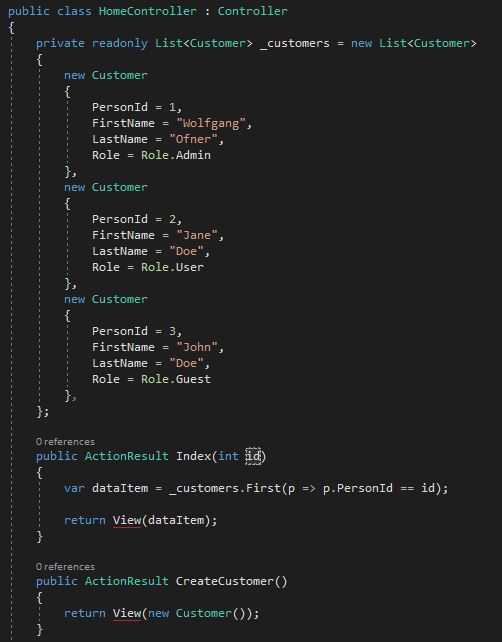 public class HomeController : Controller
{
private readonly List<Customer> _customers = new List<Customer>
{
new Customer
{
PersonId = 1,
FirstName = "Wolfgang",
LastName = "Ofner",
Role = Role.Admin
},
new Customer
{
PersonId = 2,
FirstName = "Jane",
LastName = "Doe",
Role = Role.User
},
new Customer
{
PersonId = 3,
FirstName = "John",
LastName = "Doe",
Role = Role.Guest
},
};
0 references
public ActionResult Index(int id)
{
var dataItem = _customers.First(p => p.PersonId == id);
return View(dataItem);
}
0 references
public ActionResult CreateCustomer()
{
return View(new Customer());
}